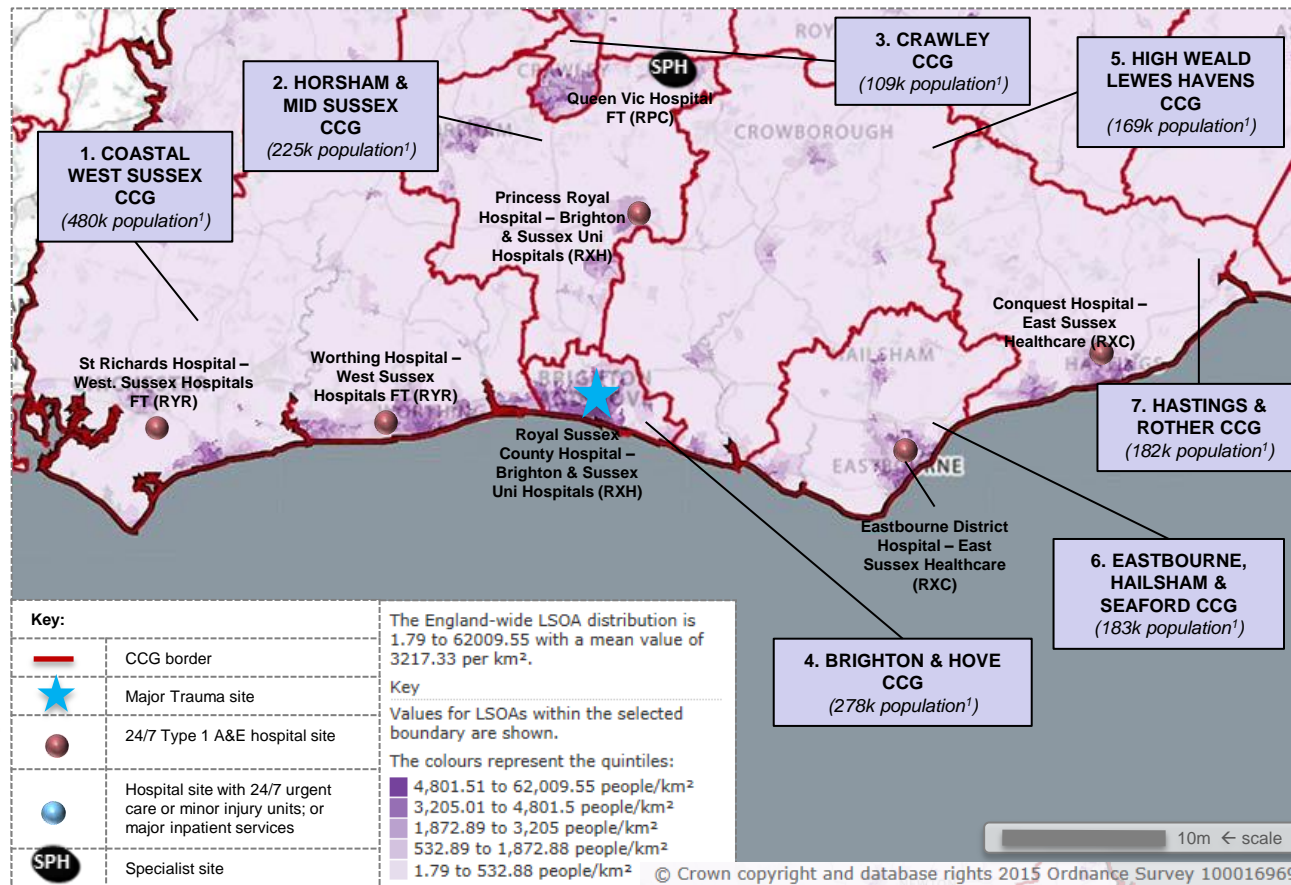 ROY
3. CRAWLEY
CCG
(109k population¹)
5. HIGH WEALD
LEWES HAVENS
CCG
(169k population¹)
2. HORSHAM &
MID SUSSEX
CCG
(225k population¹)
CRAWLEY
SPH
Queen Vic Hospital
FT (RPC)
CROWBOROUGH
1. COASTAL
WEST SUSSEX
CCG
(480k population¹)
Princess Royal
Hospital – Brighton
& Sussex Uni
Hospitals (RXH)
Conquest Hospital –
East Sussex
Healthcare (RXC)
HASTINGS
St Richards Hospital –
West. Sussex Hospitals
FT (RYR)
Worthing Hospital –
West Sussex
Hospitals FT (RYR)
BRIGHTON
AILSHAM
Royal Sussex
County Hospital –
Brighton & Sussex
Uni Hospitals (RXH)
EASTBOURNE
7. HASTINGS &
ROTHER CCG
(182k population¹)
Eastbourne District
Hospital – East
Sussex Healthcare
(RXC)
6. EASTBOURNE,
HAILSHAM &
SEAFORD CCG
(183k population¹)
4. BRIGHTON & HOVE
CCG
(278k population¹)
Key:
CCG border
Major Trauma site
24/7 Type 1 A&E hospital site
Hospital site with 24/7 urgent
care or minor injury units; or
major inpatient services
SPH
Specialist site
The England-wide LSOA distribution is
1.79 to 62009.55 with a mean value of
3217.33 per km².
Key
Values for LSOAs within the selected
boundary are shown.
The colours represent the quintiles:
4,801.51 to 62,009.55 people/km²
3,205.01 to 4,801.5 people/km²
1,872.89 to 3,205 people/km²
532.89 to 1,872.88 people/km²
1.79 to 532.88 people/km²
10m ← scale
© Crown copyright and database rights 2015 Ordnance Survey 100016969